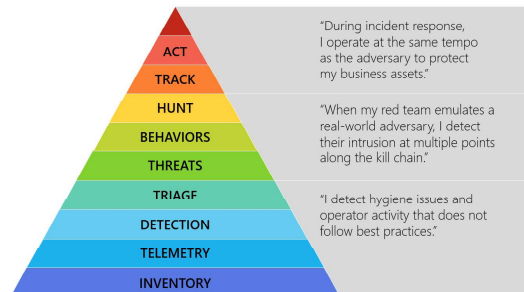 ACT
TRACK
HUNT
BEHAVIORS
THREATS
TRIAGE
DETECTION
TELEMETRY
INVENTORY
“During incident response,
I operate at the same tempo
as the adversary to protect
my business assets.”
“When my red team emulates a
real-world adversary, I detect
their intrusion at multiple points
along the kill chain.”
“I detect hygiene issues and
operator activity that does not
follow best practices.”